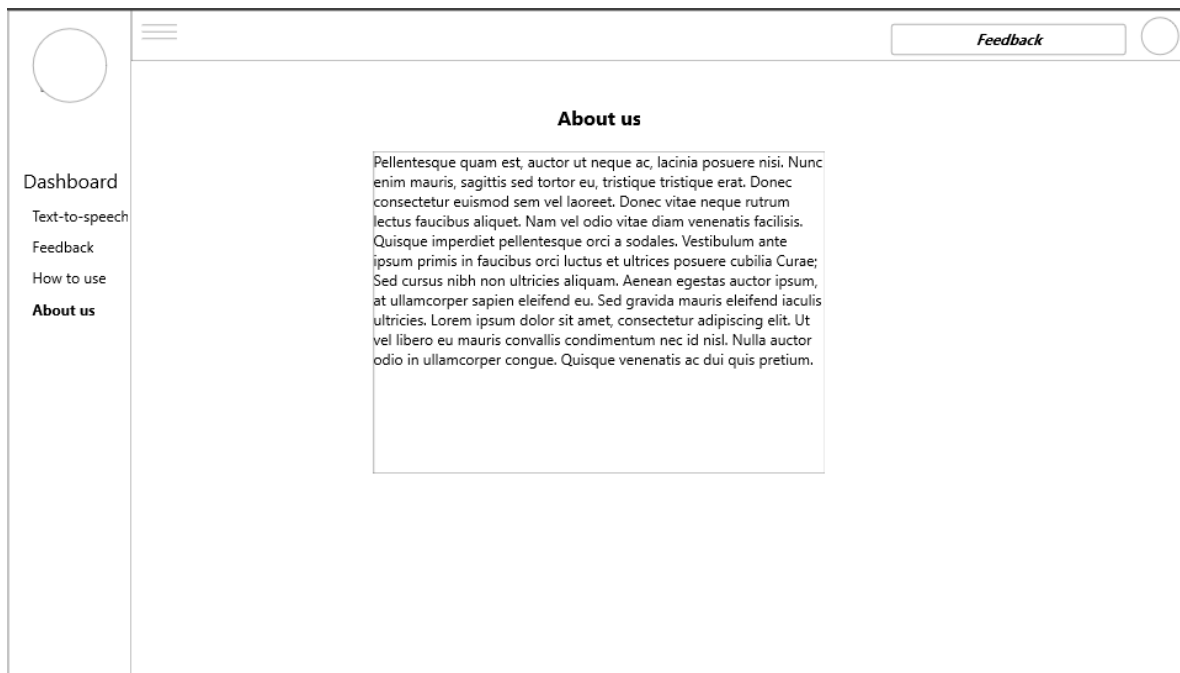 Feedback
Dashboard
Text-to-speech
Feedback
How to use
About us
About us
Pellentesque quam est, auctor ut neque ac, lacinia posuere nisi. Nunc
enim mauris, sagittis sed tortor eu, tristique tristique erat. Donec
consectetur euismod sem vel laoreet. Donec vitae neque rutrum
lectus faucibus aliquet. Nam vel odio vitae diam venenatis facilisis.
Quisque imperdiet pellentesque orci a sodales. Vestibulum ante
ipsum primis in faucibus orci luctus et ultrices posuere cubilia Curae;
Sed cursus nibh non ultricies aliquam. Aenean egestas auctor ipsum,
at ullamcorper sapien eleifend eu. Sed gravida mauris eleifend iaculis
ultricies. Lorem ipsum dolor sit amet, consectetur adipiscing elit. Ut
vel libero eu mauris convallis condimentum nec id nisl. Nulla auctor
odio in ullamcorper congue. Quisque venenatis ac dui quis pretium.